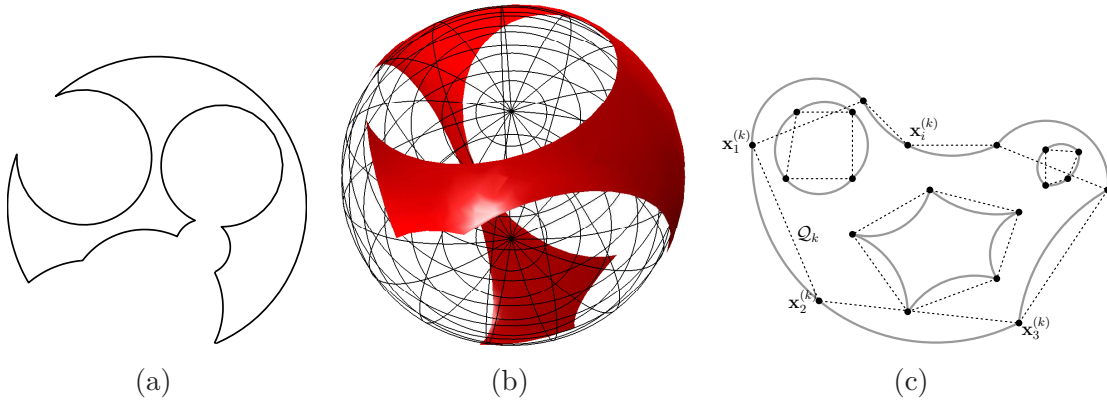 x_1^{(k)}
x_i^{(k)}
Q_k
x_2^{(k)}
x_3^{(k)}
(a)
(b)
(c)